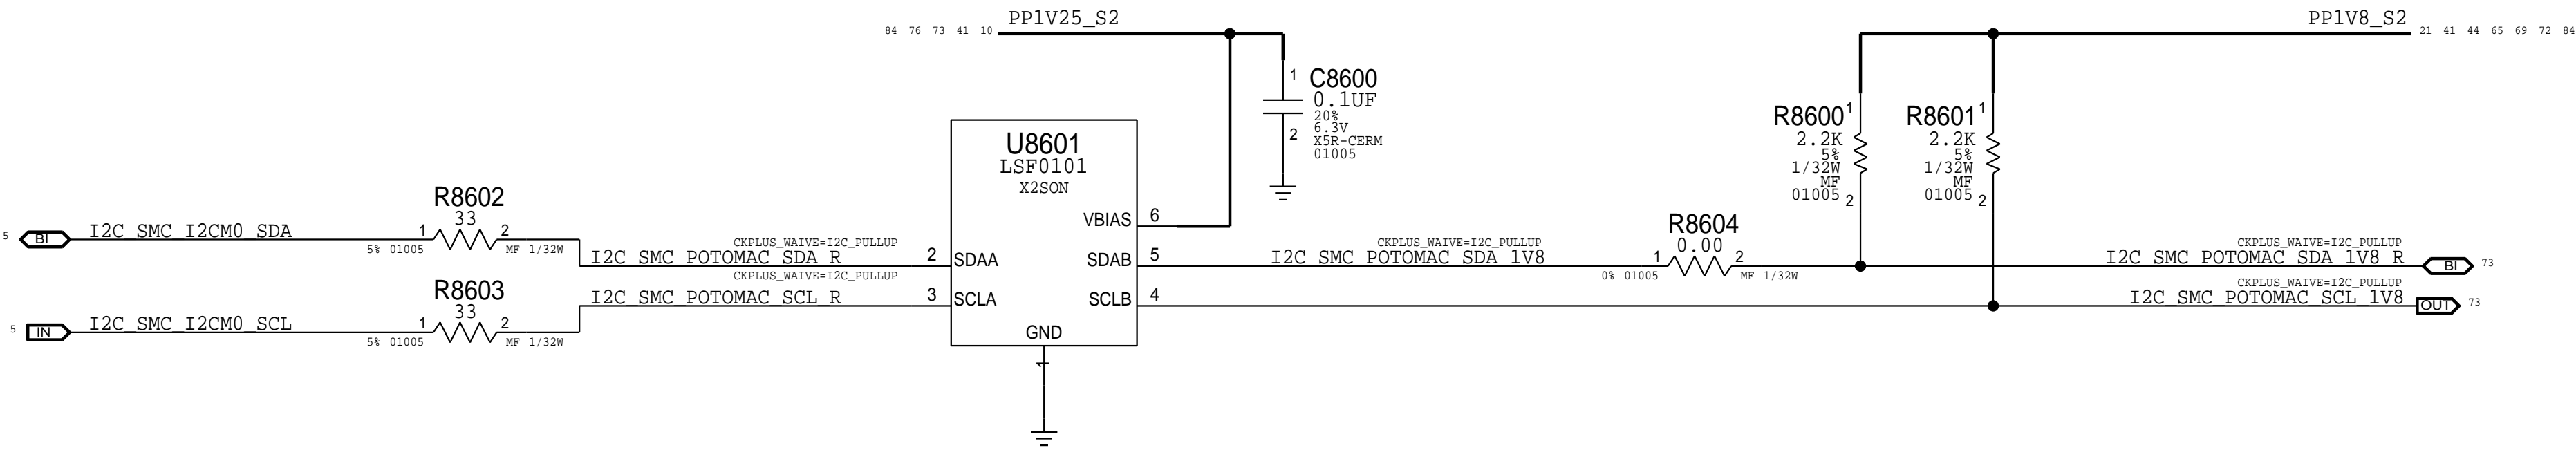 PP1V25_S2
84 76 73 41 10
PP1V8_S2
21 41 44 65 69 72 84
1
C8600
0.1UF
20%
6.3V
X5R-CERM
01005
2
R8600
1
2.2K
5%
1/32W
MF
01005
2
R8601
1
2.2K
5%
1/32W
MF
01005
2
U8601
LSF0101
X2SON
VBIAS
6
SDAA
2
SDAB
5
SCLA
3
SCLB
4
GND
1
R8602
33
5 BI I2C_SMC_I2CM0_SDA
1 2
5% 01005 MF 1/32W
CKPLUS_WAIVE=I2C_PULLUP
I2C_SMC_POTOMAC_SDA_R
CKPLUS_WAIVE=I2C_PULLUP
I2C_SMC_POTOMAC_SCL_R
R8603
33
5 IN I2C_SMC_I2CM0_SCL
1 2
5% 01005 MF 1/32W
CKPLUS_WAIVE=I2C_PULLUP
I2C_SMC_POTOMAC_SDA_1V8
R8604
0.00
1 2
0% 01005 MF 1/32W
CKPLUS_WAIVE=I2C_PULLUP
I2C_SMC_POTOMAC_SDA_1V8_R BI 73
CKPLUS_WAIVE=I2C_PULLUP
I2C_SMC_POTOMAC_SCL_1V8 OUT 73